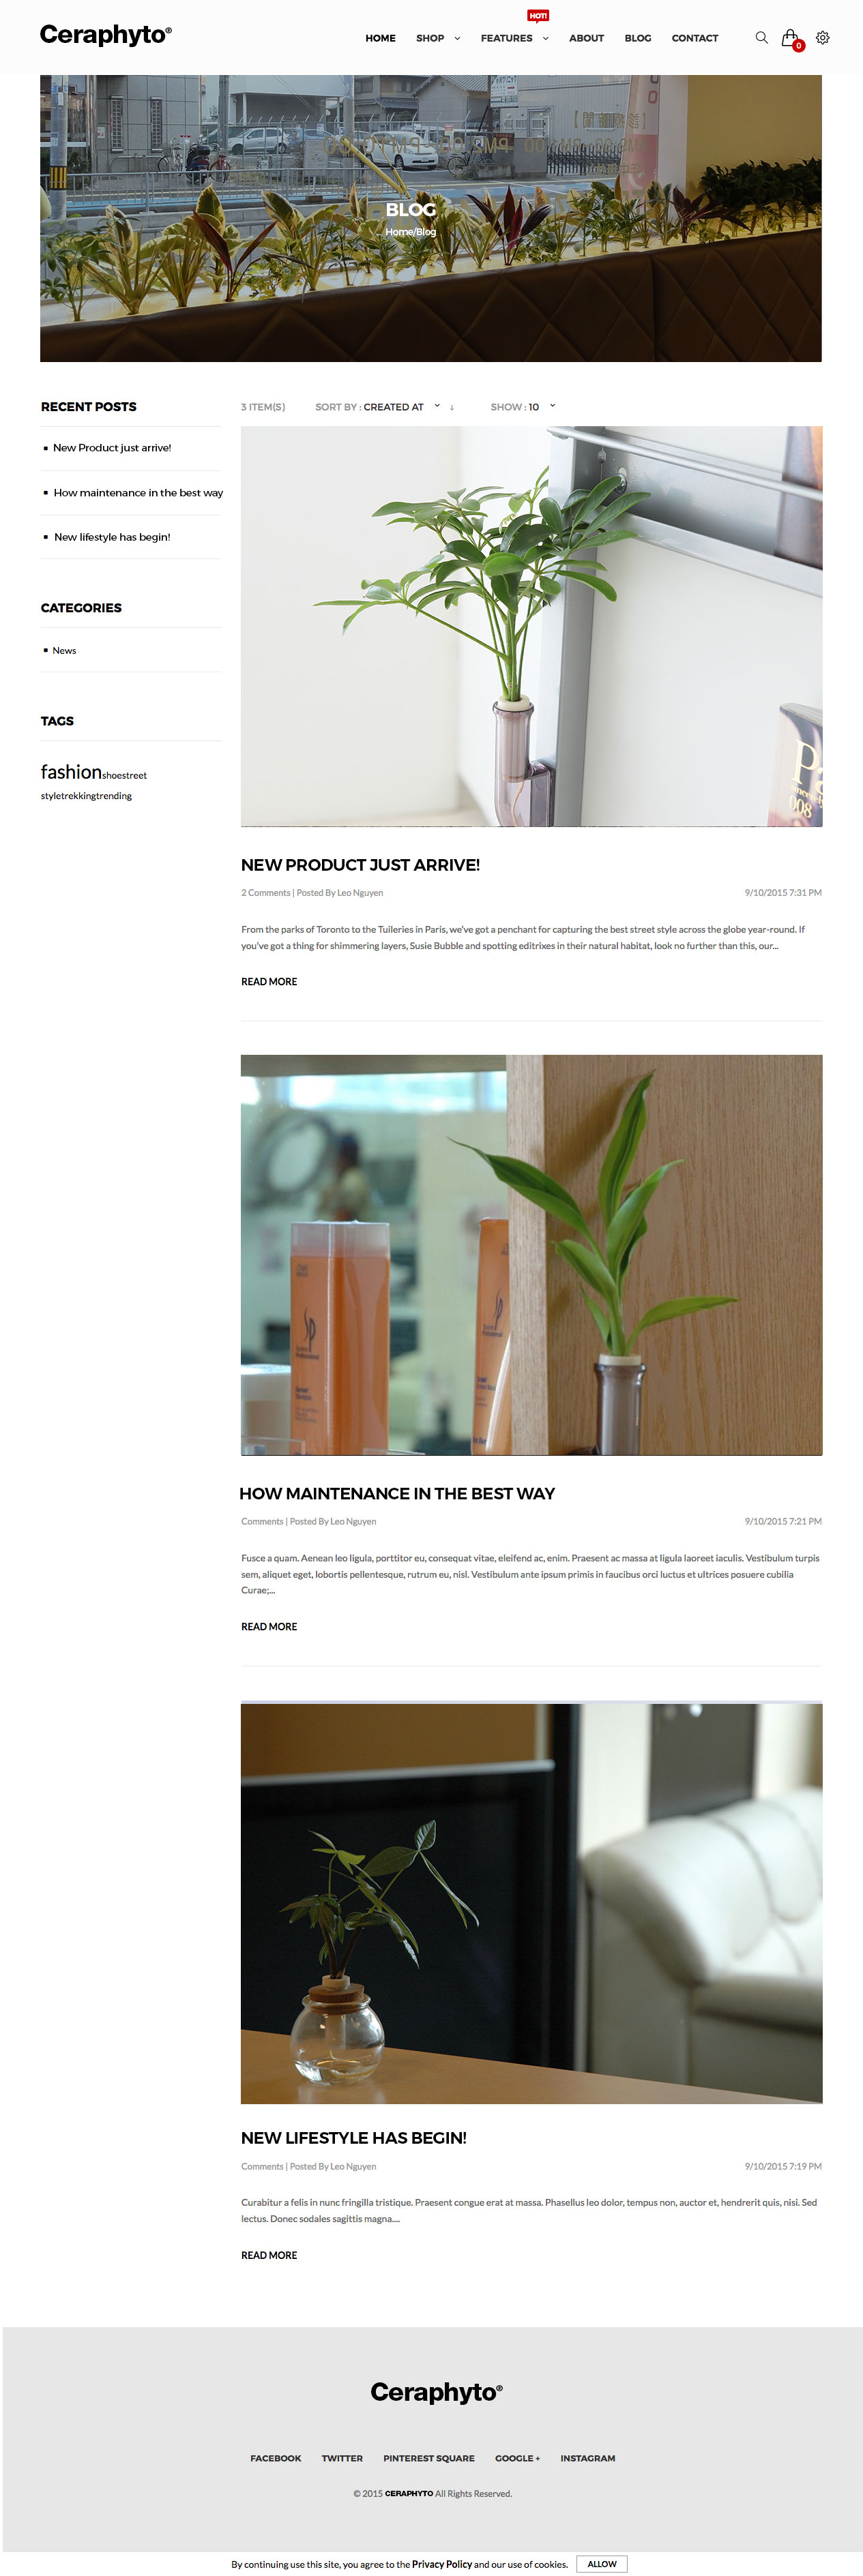 Ceraphyto®
HOT!
HOME SHOP FEATURES ABOUT BLOG CONTACT
0
BLOG
Home/Blog
RECENT POSTS
New Product just arrive!
How maintenance in the best way
New lifestyle has begin!
CATEGORIES
News
TAGS
fashionshoestreet
styletrekkingtrending
3 ITEM(S) SORT BY : CREATED AT ↓ SHOW : 10
008
NEW PRODUCT JUST ARRIVE!
2 Comments | Posted By Leo Nguyen 9/10/2015 7:31 PM
From the parks of Toronto to the Tuileries in Paris, we've got a penchant for capturing the best street style across the globe year-round. If
you've got a thing for shimmering layers, Susie Bubble and spotting editrixes in their natural habitat, look no further than this, our...
READ MORE
SP
HOW MAINTENANCE IN THE BEST WAY
Comments | Posted By Leo Nguyen 9/10/2015 7:21 PM
Fusce a quam. Aenean leo ligula, porttitor eu, consequat vitae, eleifend ac, enim. Praesent ac massa at ligula laoreet iaculis. Vestibulum turpis
sem, aliquet eget, lobortis pellentesque, rutrum eu, nisl. Vestibulum ante ipsum primis in faucibus orci luctus et ultrices posuere cubilia
Curae;...
READ MORE
NEW LIFESTYLE HAS BEGIN!
Comments | Posted By Leo Nguyen 9/10/2015 7:19 PM
Curabitur a felis in nunc fringilla tristique. Praesent congue erat at massa. Phasellus leo dolor, tempus non, auctor et, hendrerit quis, nisi. Sed
lectus. Donec sodales sagittis magna....
READ MORE
Ceraphyto®
FACEBOOK TWITTER PINTEREST SQUARE GOOGLE + INSTAGRAM
© 2015 CERAPHYTO All Rights Reserved.
By continuing use this site, you agree to the Privacy Policy and our use of cookies. ALLOW